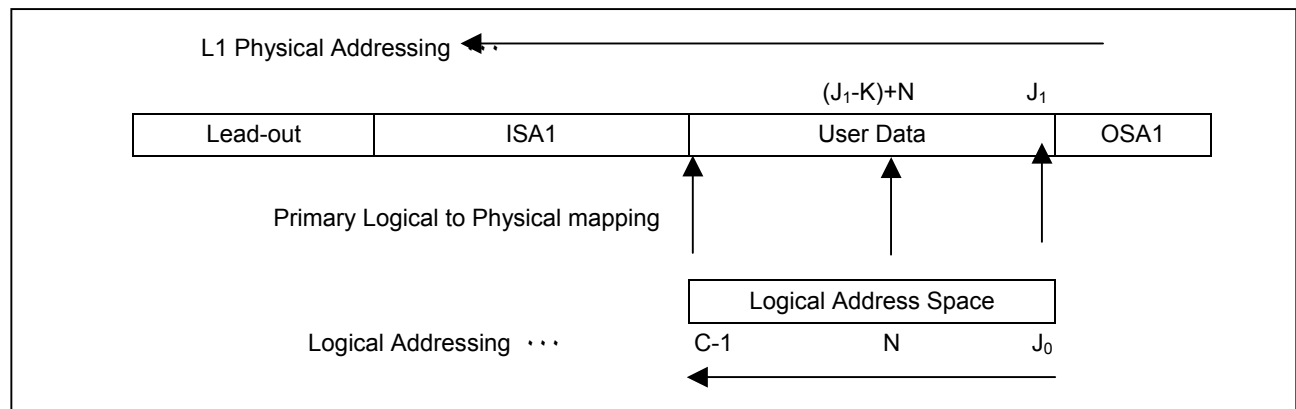 L1 Physical Addressing ···
(J₁-K)+N J₁
Lead-out ISA1 User Data OSA1
Primary Logical to Physical mapping
Logical Address Space
Logical Addressing ··· C-1 N J₀